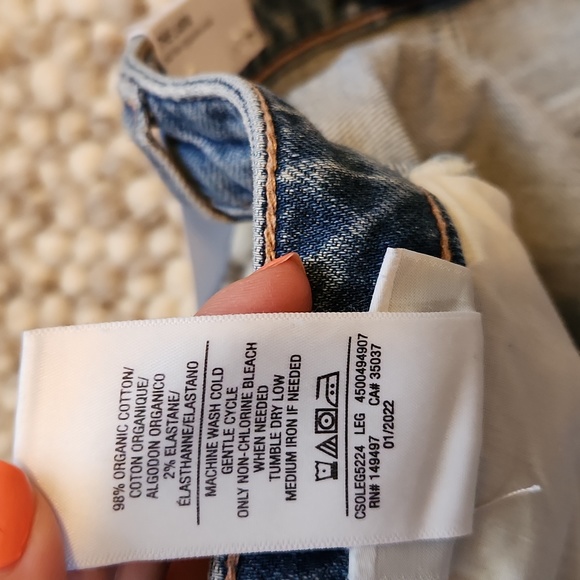 98% ORGANIC COTTON/
COTON ORGANIQUE/
ALGODON ORGANICO
2% ELASTANE/
ÉLASTHANNE/ELASTANO
MACHINE WASH COLD
GENTLE CYCLE
ONLY NON-CHLORINE BLEACH
WHEN NEEDED
TUMBLE DRY LOW
MEDIUM IRON IF NEEDED
CSOLEG5224 LEG 4500494907
RN# 149497 CA# 35037
01/2022